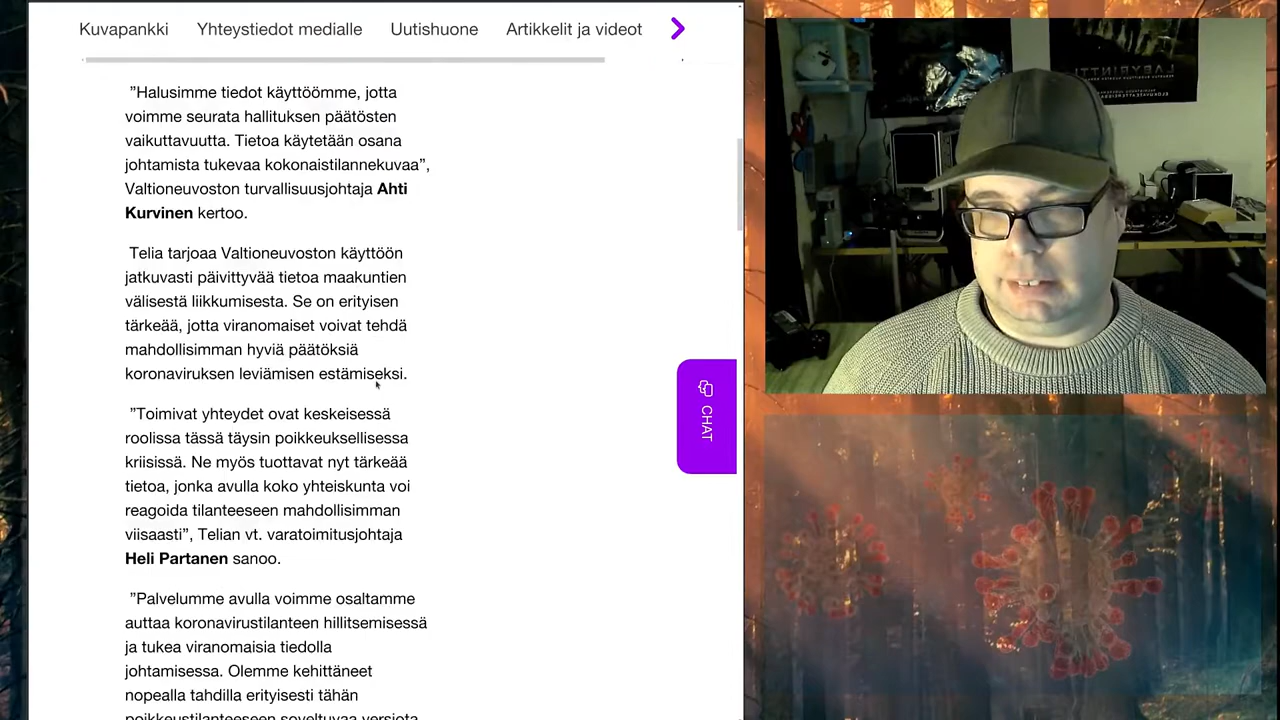 Kuvapankki Yhteystiedot medialle Uutishuone Artikkelit ja videot
”Halusimme tiedot käyttöömme, jotta
voimme seurata hallituksen päätösten
vaikuttavuutta. Tietoa käytetään osana
johtamista tukevaa kokonaistilannekuvaa”,
Valtioneuvoston turvallisuusjohtaja Ahti
Kurvinen kertoo.
Telia tarjoaa Valtioneuvoston käyttöön
jatkuvasti päivittyvää tietoa maakuntien
välisestä liikkumisesta. Se on erityisen
tärkeää, jotta viranomaiset voivat tehdä
mahdollisimman hyviä päätöksiä
koronaviruksen leviämisen estämiseksi.
”Toimivat yhteydet ovat keskeisessä
roolissa tässä täysin poikkeuksellisessa
kriisissä. Ne myös tuottavat nyt tärkeää
tietoa, jonka avulla koko yhteiskunta voi
reagoida tilanteeseen mahdollisimman
viisaasti”, Telian vt. varatoimitusjohtaja
Heli Partanen sanoo.
”Palvelumme avulla voimme osaltamme
auttaa koronavirustilanteen hillitsemisessä
ja tukea viranomaisia tiedolla
johtamisessa. Olemme kehittäneet
nopealla tahdilla erityisesti tähän
poikkeustilanteeseen soveltuvaa versiota
CHAT
LABYRINTTI